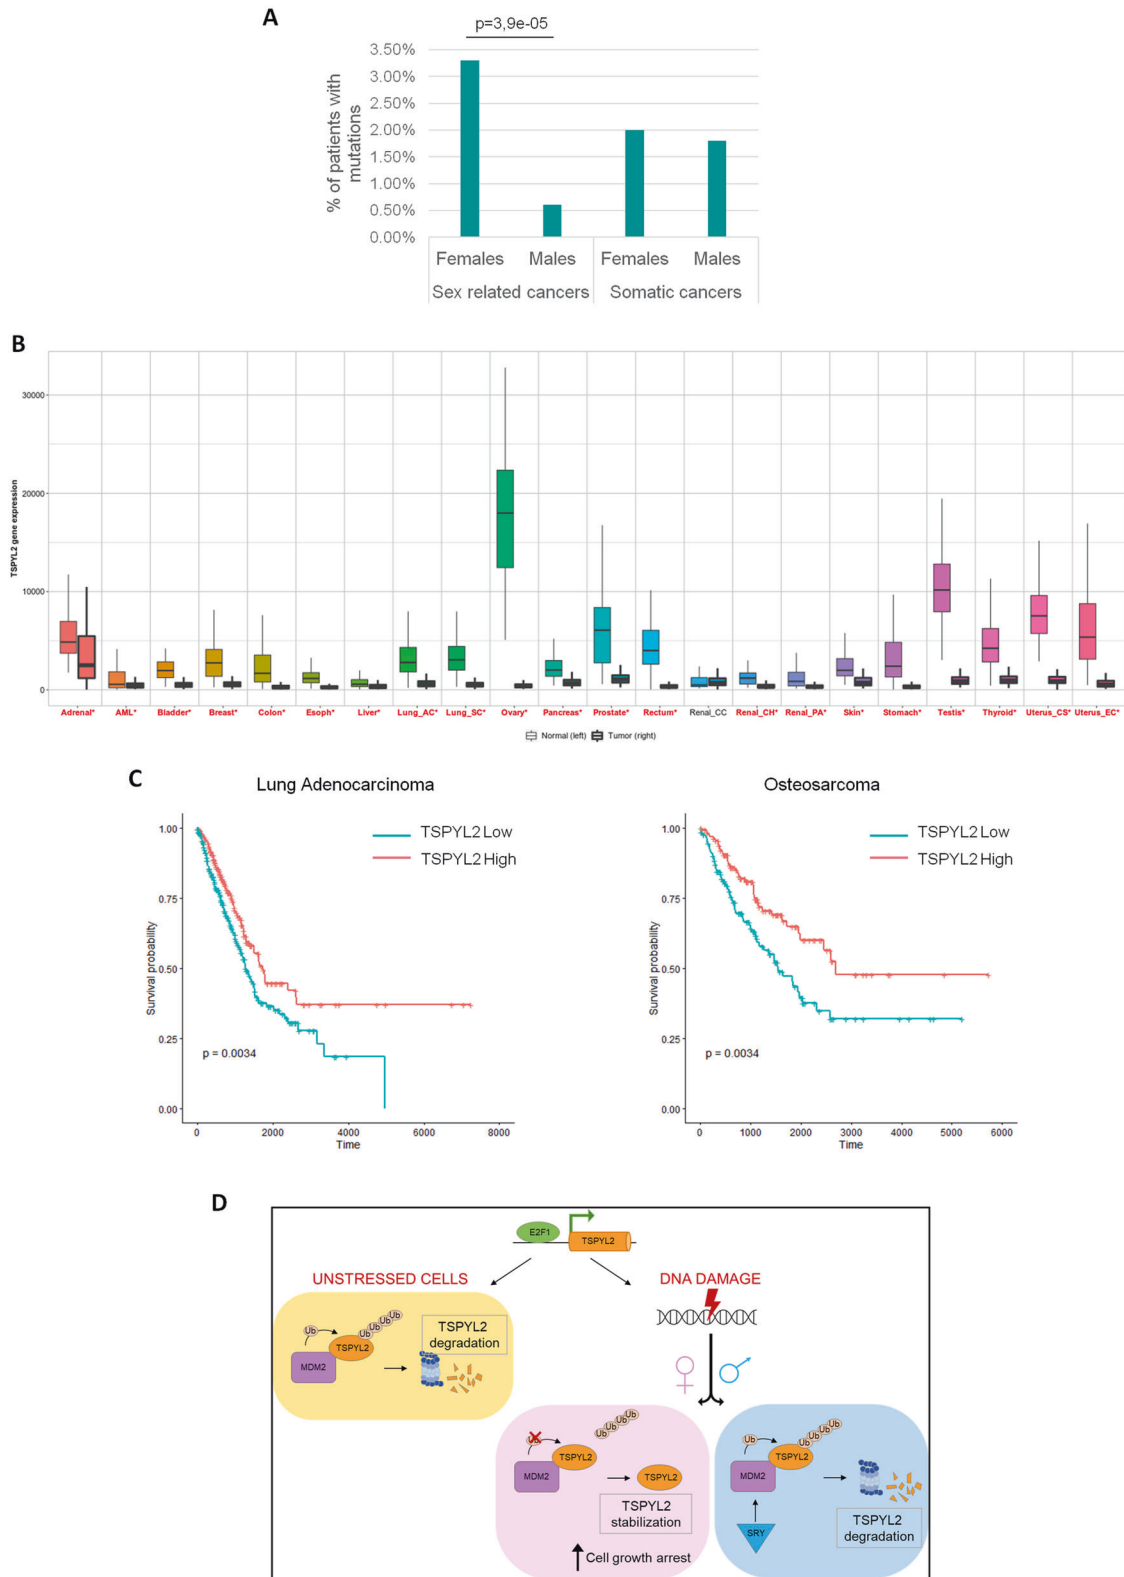 A
p=3,9e-05
% of patients with
mutations
3.50%
3.00%
2.50%
2.00%
1.50%
1.00%
0.50%
0.00%
Females Males Females Males
Sex related cancers Somatic cancers
B
TSPYL2 gene expression
30000
20000
10000
0
Adrenal* AML* Bladder* Breast* Colon* Esoph* Liver* Lung_AC* Lung_SC* Ovary* Pancreas* Prostate* Rectum* Renal_CC Renal_CH* Renal_PA* Skin* Stomach* Testis* Thyroid* Uterus_CS* Uterus_EC*
Normal (left) Tumor (right)
C
Lung Adenocarcinoma
TSPYL2 Low
TSPYL2 High
Survival probability
1.00
0.75
0.50
0.25
0.00
p = 0.0034
0 2000 4000 6000 8000
Time
Osteosarcoma
TSPYL2 Low
TSPYL2 High
Survival probability
1.00
0.75
0.50
0.25
0.00
p = 0.0034
0 1000 2000 3000 4000 5000 6000
Time
D
E2F1
TSPYL2
UNSTRESSED CELLS
Ub
Ub Ub Ub Ub
TSPYL2
MDM2
TSPYL2
degradation
DNA DAMAGE
Ub
Ub Ub Ub Ub
TSPYL2
MDM2
TSPYL2
TSPYL2
stabilization
Cell growth arrest
Ub
Ub Ub Ub Ub
TSPYL2
MDM2
SRY
TSPYL2
degradation